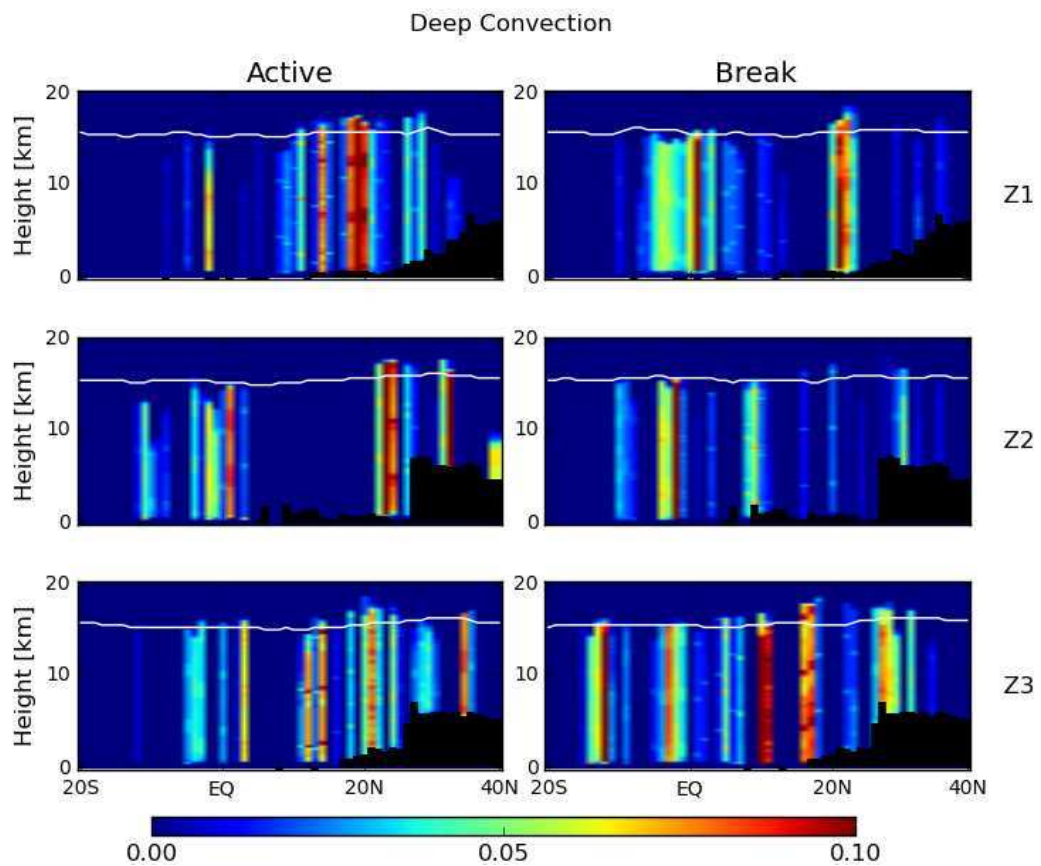 Deep Convection
Active Break
Height [km] 20 10 0 20 10 0 Z1
Height [km] 20 10 0 20 10 0 Z2
Height [km] 20 10 0 20 10 0 Z3
20S EQ 20N 40N 20S EQ 20N 40N
0.00 0.05 0.10